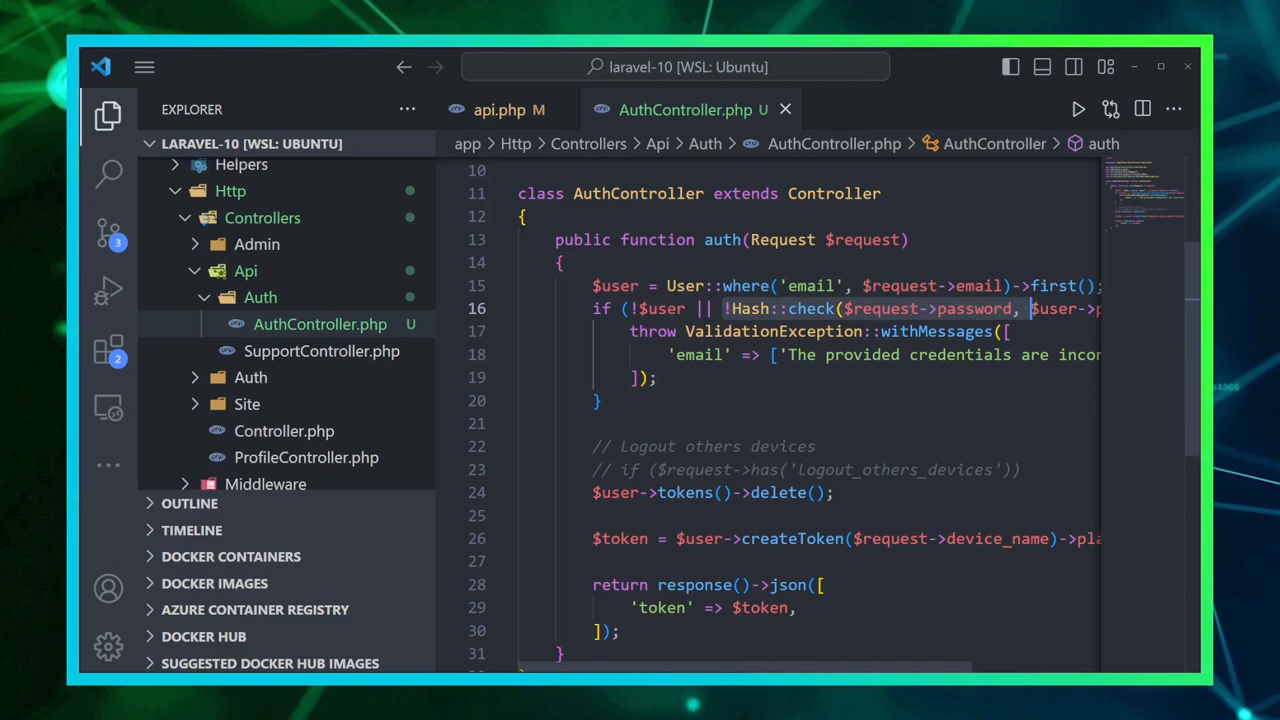 laravel-10 [WSL: Ubuntu]
EXPLORER
api.php M
AuthController.php U
LARAVEL-10 [WSL: UBUNTU]
app > Http > Controllers > Api > Auth > AuthController.php > AuthController > auth
Helpers
Http
Controllers
Admin
Api
Auth
AuthController.php U
SupportController.php
Auth
Site
Controller.php
ProfileController.php
Middleware
OUTLINE
TIMELINE
DOCKER CONTAINERS
DOCKER IMAGES
AZURE CONTAINER REGISTRY
DOCKER HUB
SUGGESTED DOCKER HUB IMAGES
3
2
10
11 class AuthController extends Controller
12 {
13 public function auth(Request $request)
14 {
15 $user = User::where('email', $request->email)->first();
16 if (!$user || !Hash::check($request->password, $user->p
17 throw ValidationException::withMessages([
18 'email' => ['The provided credentials are incor
19 ]);
20 }
21
22 // Logout others devices
23 // if ($request->has('logout_others_devices'))
24 $user->tokens()->delete();
25
26 $token = $user->createToken($request->device_name)->pla
27
28 return response()->json([
29 'token' => $token,
30 ]);
31 }